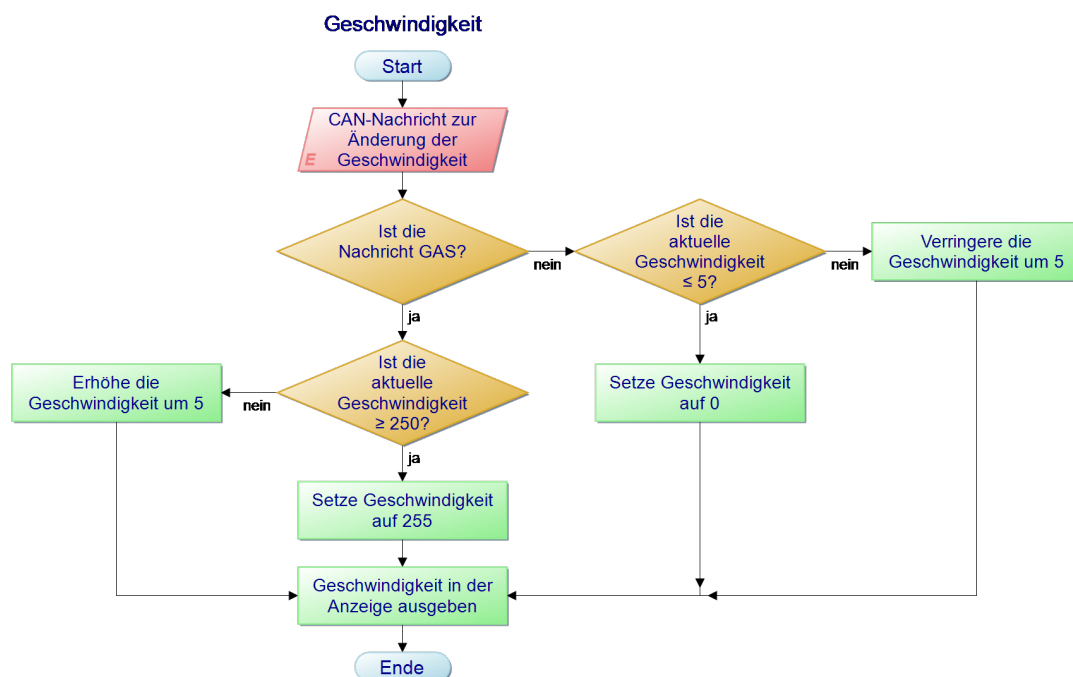 Geschwindigkeit
Start
CAN-Nachricht zur
Änderung der
Geschwindigkeit
E
Ist die
Nachricht GAS?
nein
Ist die
aktuelle
Geschwindigkeit
≤ 5?
nein
Verringere die
Geschwindigkeit um 5
ja
ja
Erhöhe die
Geschwindigkeit um 5
nein
Ist die
aktuelle
Geschwindigkeit
≥ 250?
Setze Geschwindigkeit
auf 0
ja
Setze Geschwindigkeit
auf 255
Geschwindigkeit in der
Anzeige ausgeben
Ende